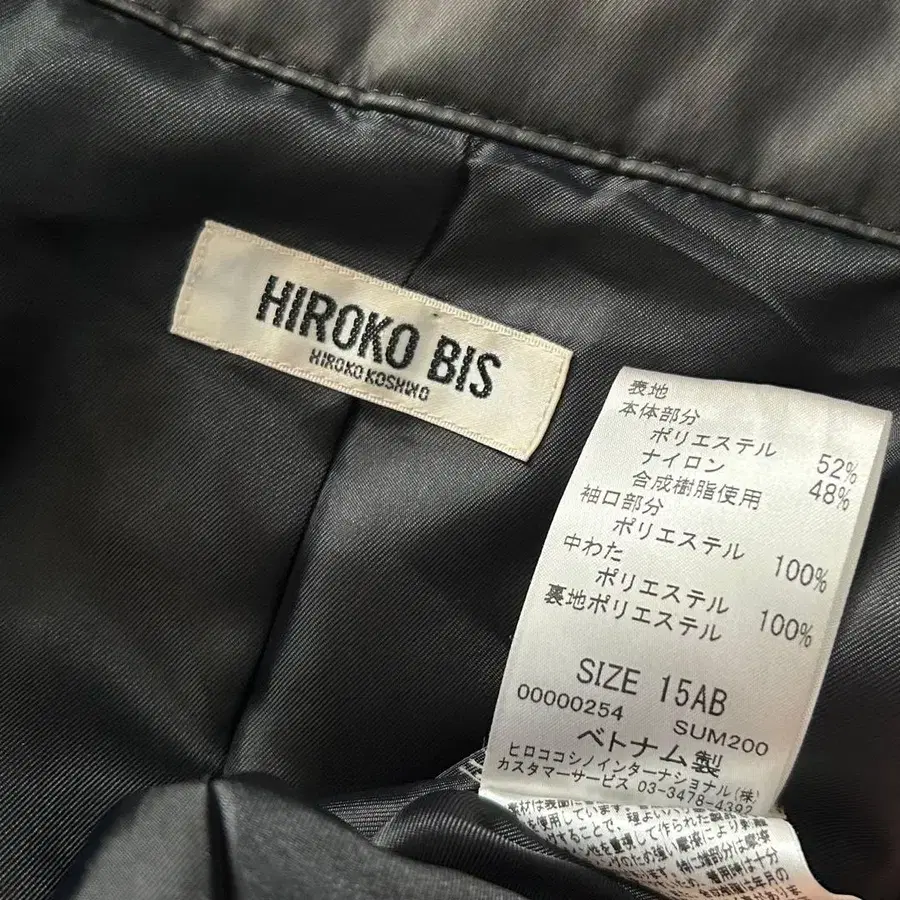 HIROKO BIS
HIROKO KOSHINO
表地
本体部分
ポリエステル 52%
ナイロン 48%
合成樹脂使用
袖口部分
ポリエステル 100%
中わた
ポリエステル 100%
裏地ポリエステル
SIZE 15AB
00000254 SUM200
ベトナム製
ヒロココシノインターナショナル(株)
カスタマーサービス 03-3478-4392